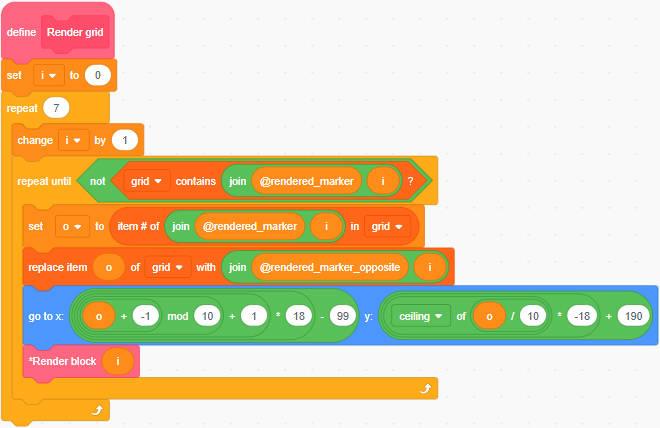 define Render grid
set i to 0
repeat 7
change i by 1
repeat until not grid contains join @rendered_marker i ?
set o to item # of join @rendered_marker i in grid
replace item o of grid with join @rendered_marker_opposite i
go to x: o + -1 mod 10 + 1 * 18 - 99 y: ceiling of o / 10 * -18 + 190
*Render block i